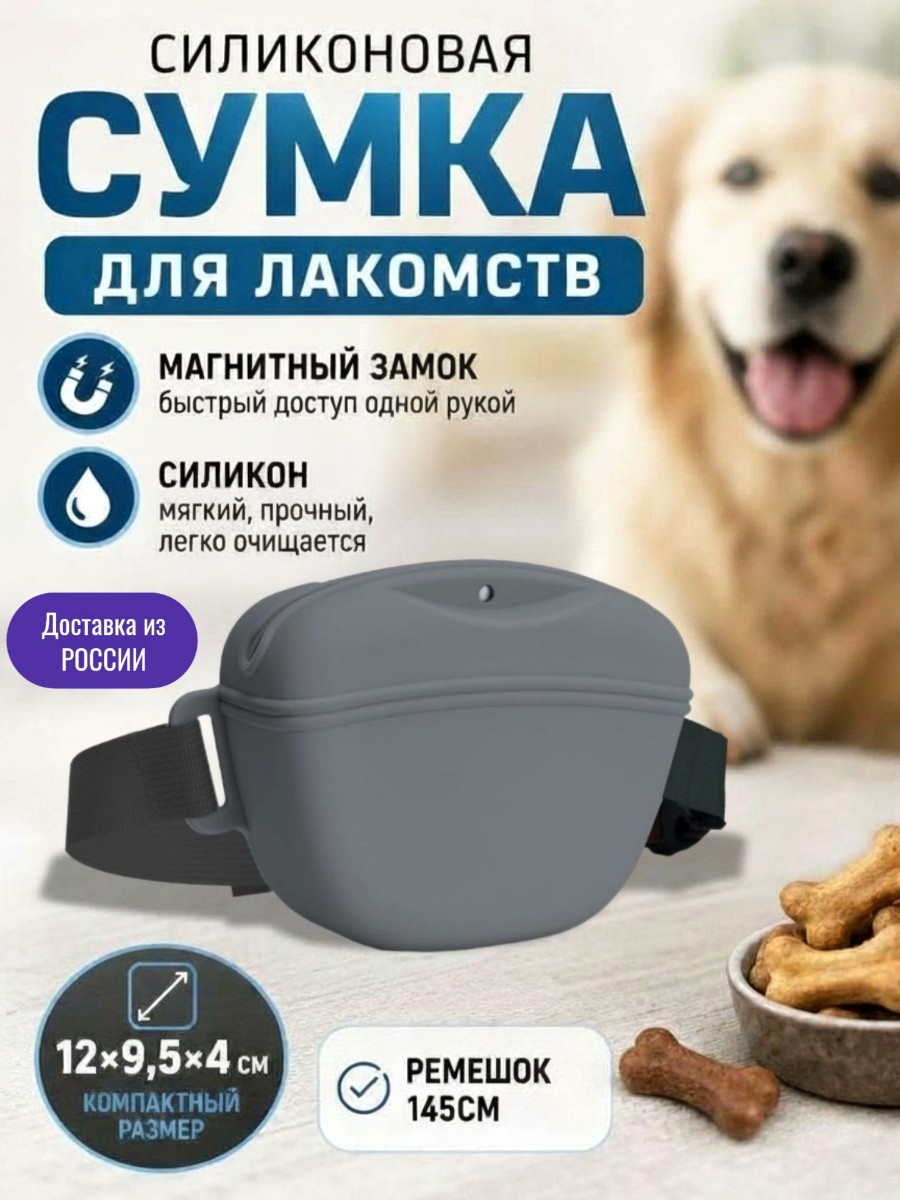 СИЛИКОНОВАЯ
СУМКА
ДЛЯ ЛАКОМСТВ
МАГНИТНЫЙ ЗАМОК
быстрый доступ одной рукой
СИЛИКОН
мягкий, прочный,
легко очищается
Доставка из
РОССИИ
12×9,5×4 СМ
КОМПАКТНЫЙ
РАЗМЕР
РЕМЕШОК
145СМ